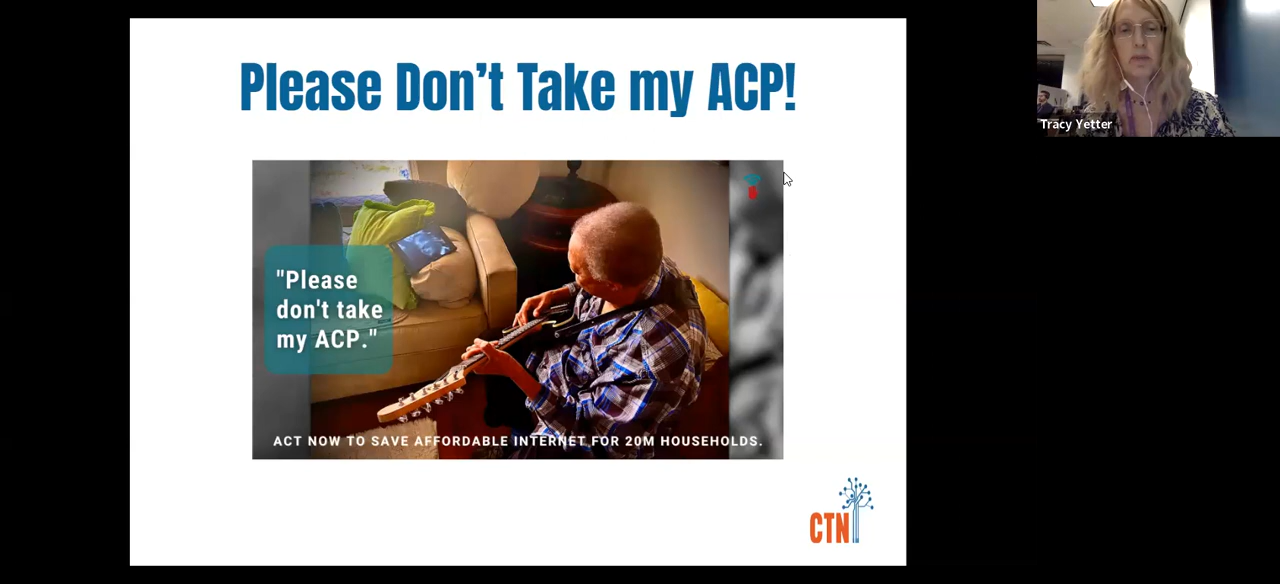 Please Don't Take my ACP!
Tracy Yetter
"Please
don't take
my ACP."
ACT NOW TO SAVE AFFORDABLE INTERNET FOR 20M HOUSEHOLDS.
CTN